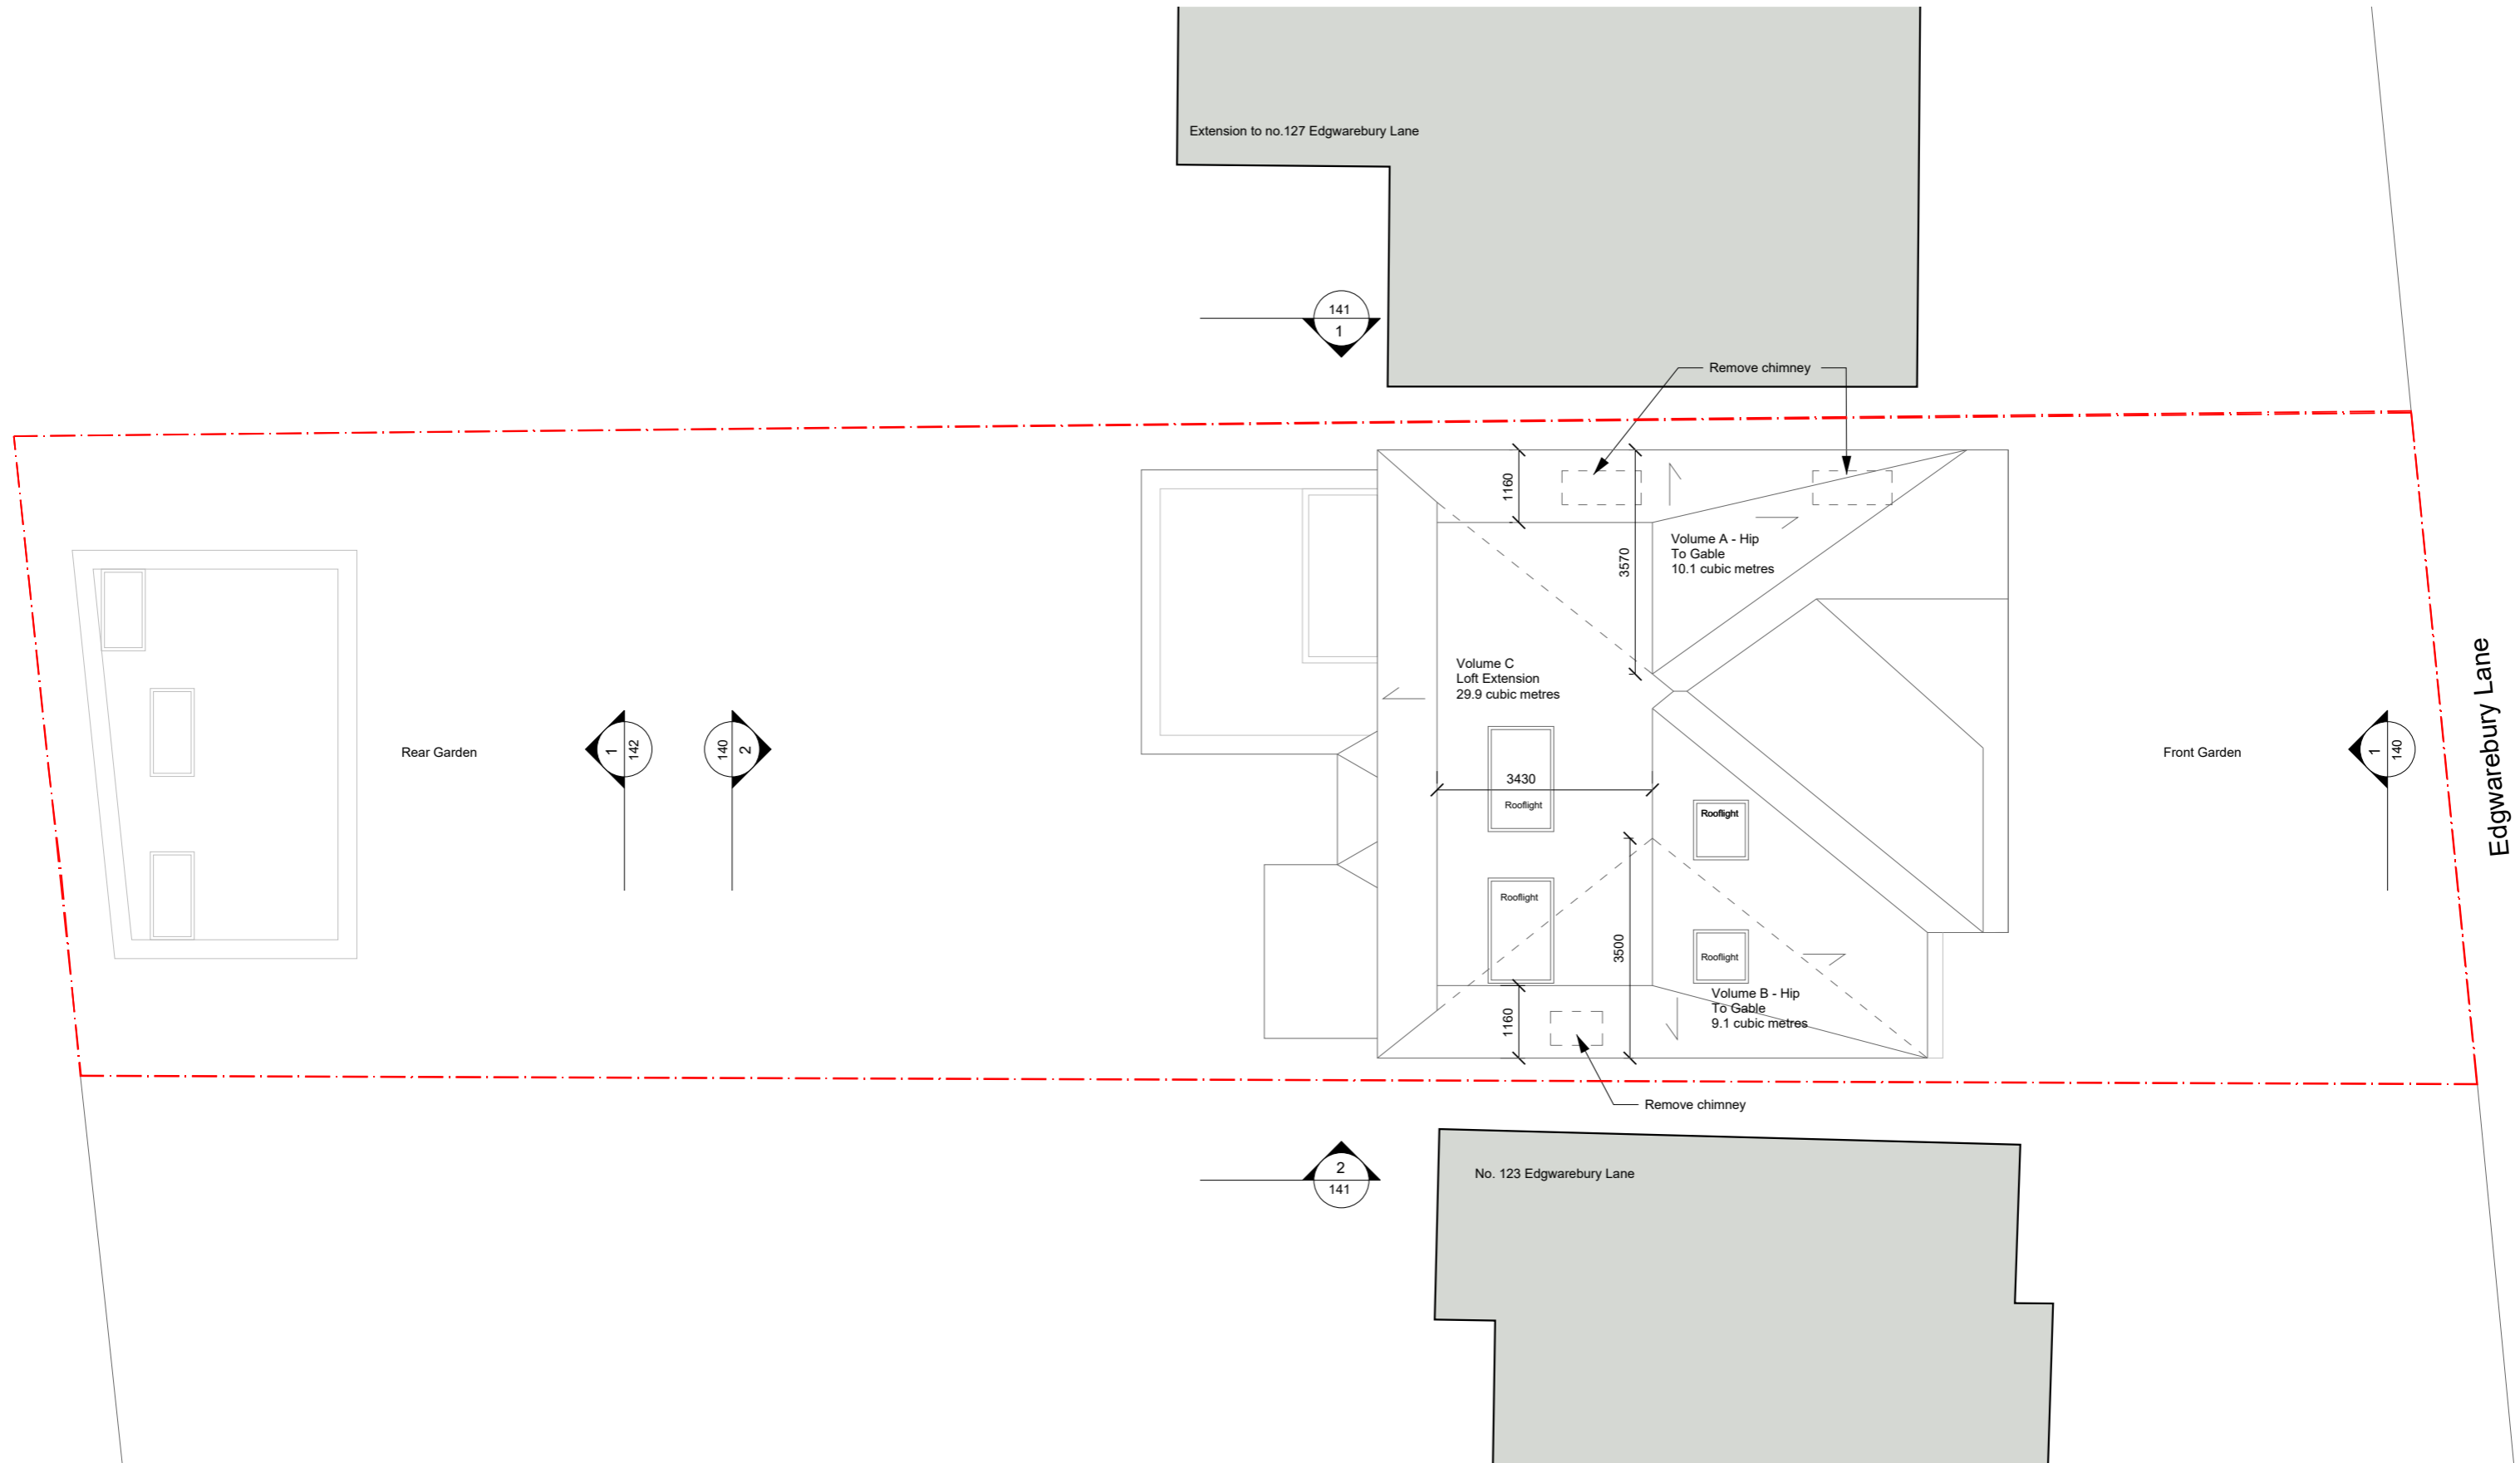 Extension to no.127 Edgwarebury Lane
141
1
Remove chimney
1160
3570
Volume A - Hip
To Gable
10.1 cubic metres
Volume C
Loft Extension
29.9 cubic metres
Rear Garden
1
142
140
2
3430
Rooflight
Rooflight
Front Garden
1
140
Edgwarebury Lane
Rooflight
3500
Rooflight
Volume B - Hip
To Gable
9.1 cubic metres
1160
Remove chimney
2
141
No. 123 Edgwarebury Lane